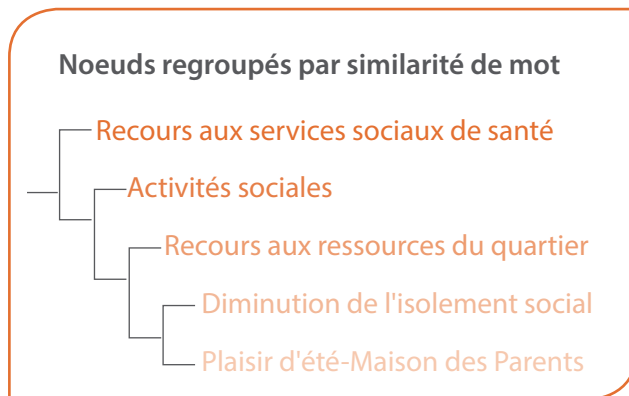 Noeuds regroupés par similarité de mot
Recours aux services sociaux de santé
Activités sociales
Recours aux ressources du quartier
Diminution de l'isolement social
Plaisir d'été-Maison des Parents